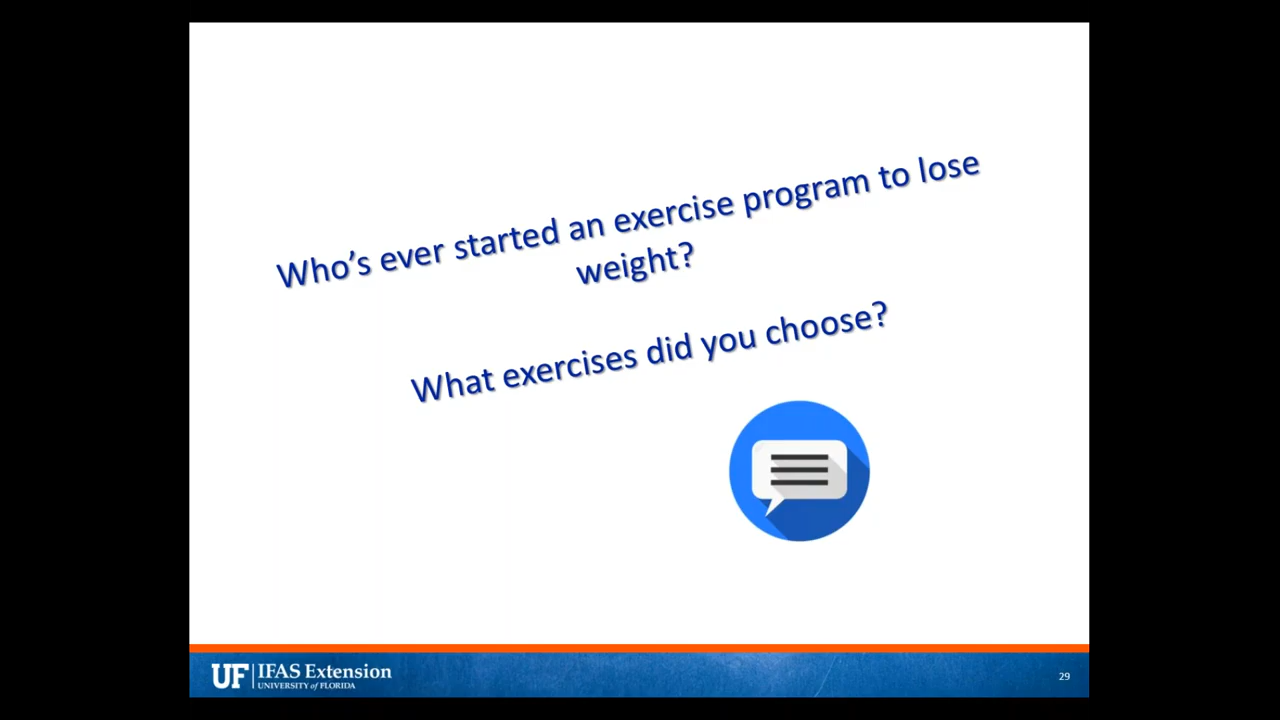 Who's ever started an exercise program to lose
weight?
What exercises did you choose?
UF IFAS Extension
UNIVERSITY of FLORIDA
29